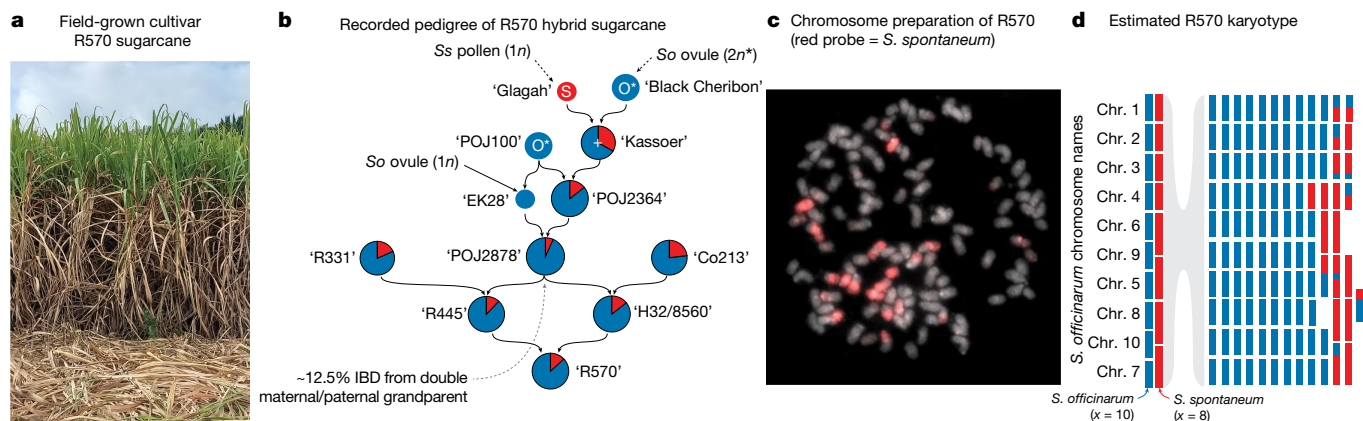 a
Field-grown cultivar
R570 sugarcane
b
Recorded pedigree of R570 hybrid sugarcane
Ss pollen (1n)
So ovule (2n*)
'Glagah'
S
O*
'Black Cheribon'
'POJ100'
O*
+
'Kassoer'
So ovule (1n)
'EK28'
'POJ2364'
'R331'
'POJ2878'
'Co213'
'R445'
'H32/8560'
'R570'
~12.5% IBD from double
maternal/paternal grandparent
c
Chromosome preparation of R570
(red probe = S. spontaneum)
d
Estimated R570 karyotype
S. officinarum chromosome names
Chr. 1
Chr. 2
Chr. 3
Chr. 4
Chr. 6
Chr. 9
Chr. 5
Chr. 8
Chr. 10
Chr. 7
S. officinarum
(x = 10)
S. spontaneum
(x = 8)